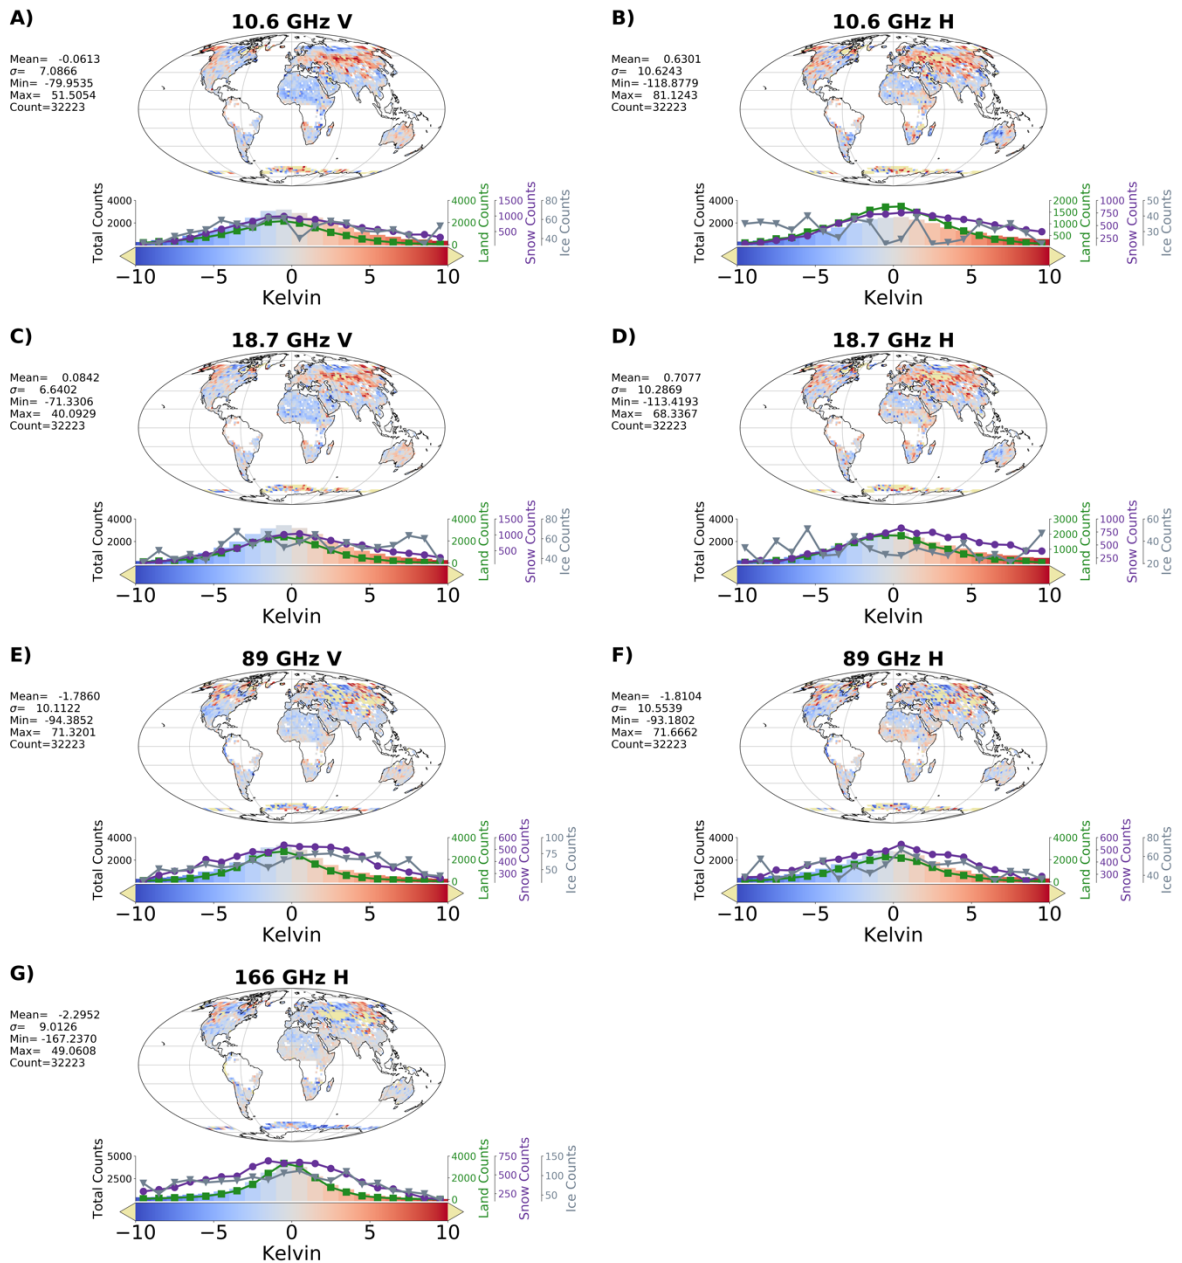 A)
10.6 GHz V
Mean= -0.0613
σ= 7.0866
Min= -79.9535
Max= 51.5054
Count=32223
Total Counts
4000
2000
4000
2000
0
Land Counts
1500
1000
500
Snow Counts
80
60
40
Ice Counts
−10 −5 0 5 10
Kelvin
B)
10.6 GHz H
Mean= 0.6301
σ= 10.6243
Min= -118.8779
Max= 81.1243
Count=32223
Total Counts
4000
2000
2000
1500
1000
500
Land Counts
1000
750
500
250
Snow Counts
50
40
30
Ice Counts
−10 −5 0 5 10
Kelvin
C)
18.7 GHz V
Mean= 0.0842
σ= 6.6402
Min= -71.3306
Max= 40.0929
Count=32223
Total Counts
4000
2000
4000
2000
0
Land Counts
1500
1000
500
Snow Counts
80
60
40
Ice Counts
−10 −5 0 5 10
Kelvin
D)
18.7 GHz H
Mean= 0.7077
σ= 10.2869
Min= -113.4193
Max= 68.3367
Count=32223
Total Counts
4000
2000
3000
2000
1000
Land Counts
1000
750
500
250
Snow Counts
60
40
20
Ice Counts
−10 −5 0 5 10
Kelvin
E)
89 GHz V
Mean= -1.7860
σ= 10.1122
Min= -94.3852
Max= 71.3201
Count=32223
Total Counts
4000
2000
4000
2000
0
Land Counts
600
500
400
300
Snow Counts
100
75
50
Ice Counts
−10 −5 0 5 10
Kelvin
F)
89 GHz H
Mean= -1.8104
σ= 10.5539
Min= -93.1802
Max= 71.6662
Count=32223
Total Counts
4000
2000
4000
2000
0
Land Counts
600
500
400
300
Snow Counts
80
60
40
Ice Counts
−10 −5 0 5 10
Kelvin
G)
166 GHz H
Mean= -2.2952
σ= 9.0126
Min= -167.2370
Max= 49.0608
Count=32223
Total Counts
5000
2500
4000
2000
0
Land Counts
750
500
250
Snow Counts
150
100
50
Ice Counts
−10 −5 0 5 10
Kelvin